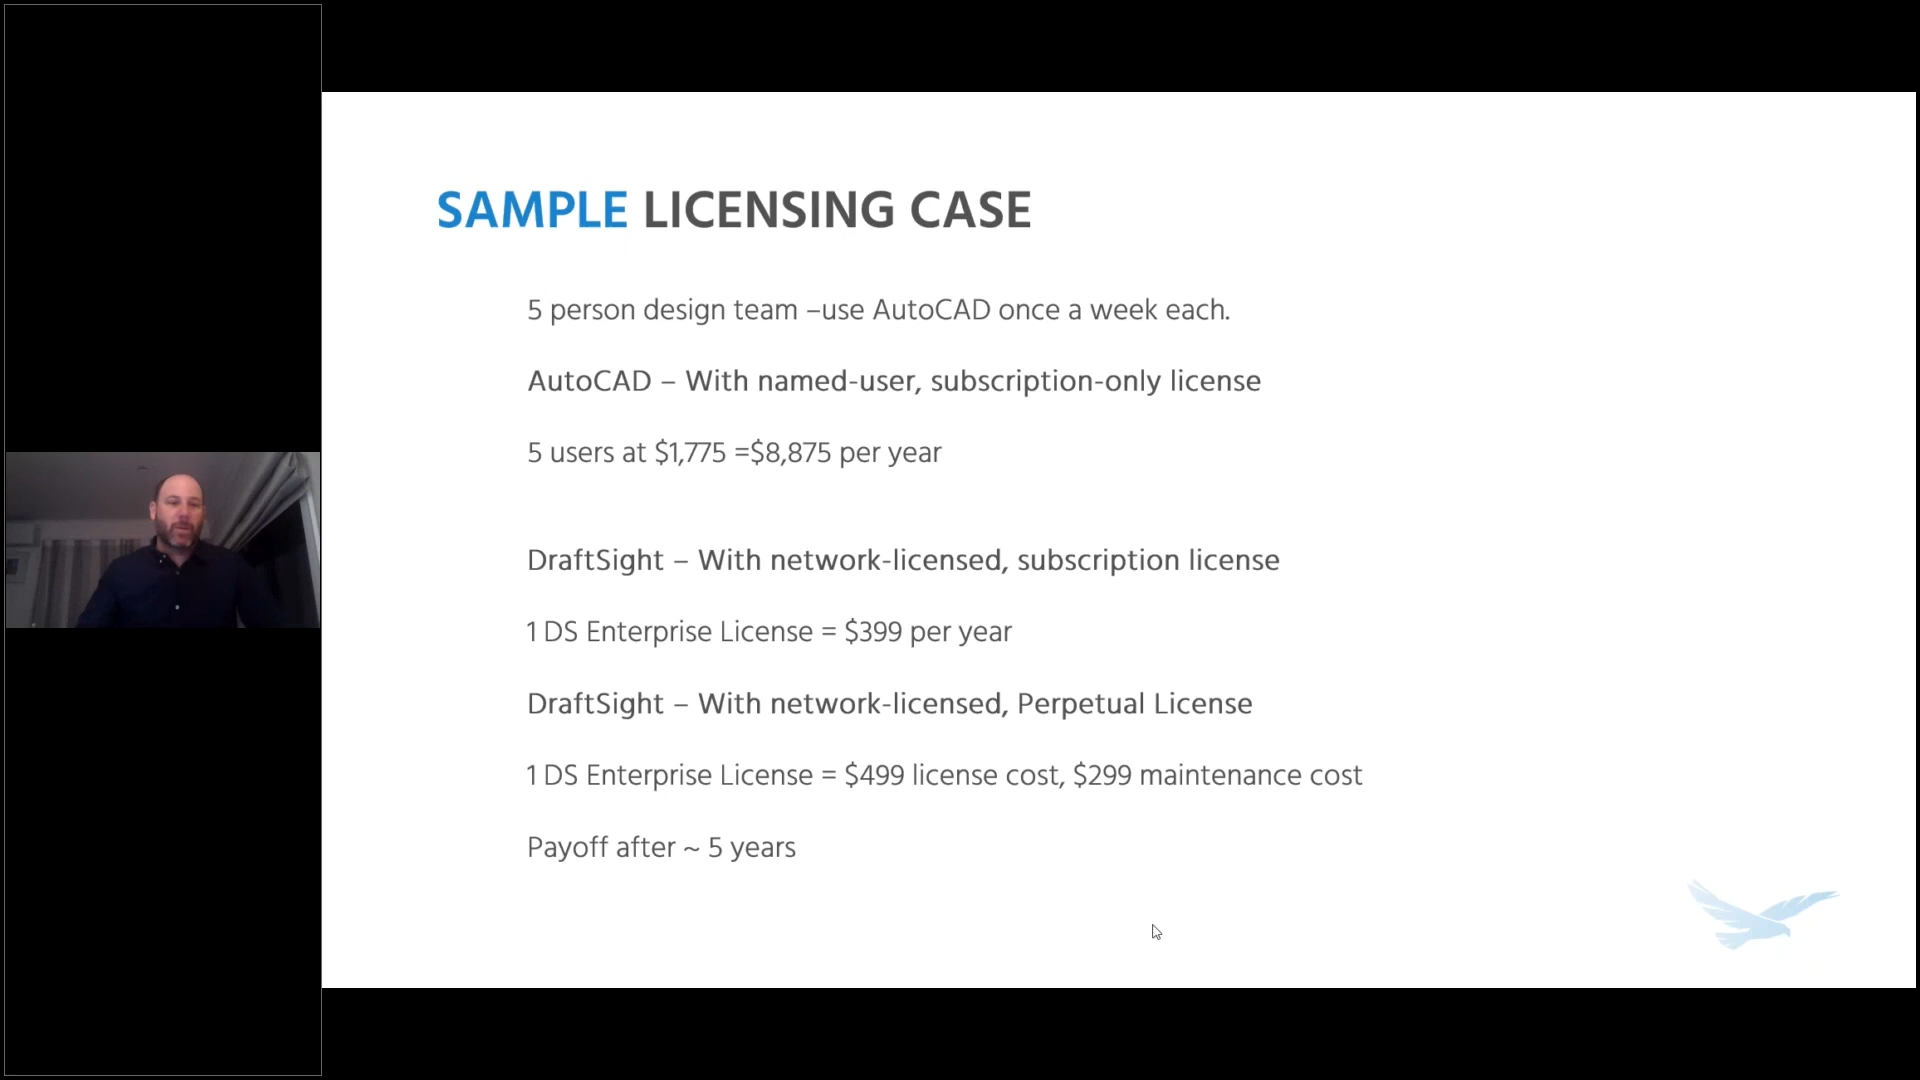 SAMPLE LICENSING CASE
5 person design team –use AutoCAD once a week each.
AutoCAD – With named-user, subscription-only license
5 users at $1,775 =$8,875 per year
DraftSight – With network-licensed, subscription license
1 DS Enterprise License = $399 per year
DraftSight – With network-licensed, Perpetual License
1 DS Enterprise License = $499 license cost, $299 maintenance cost
Payoff after ~ 5 years